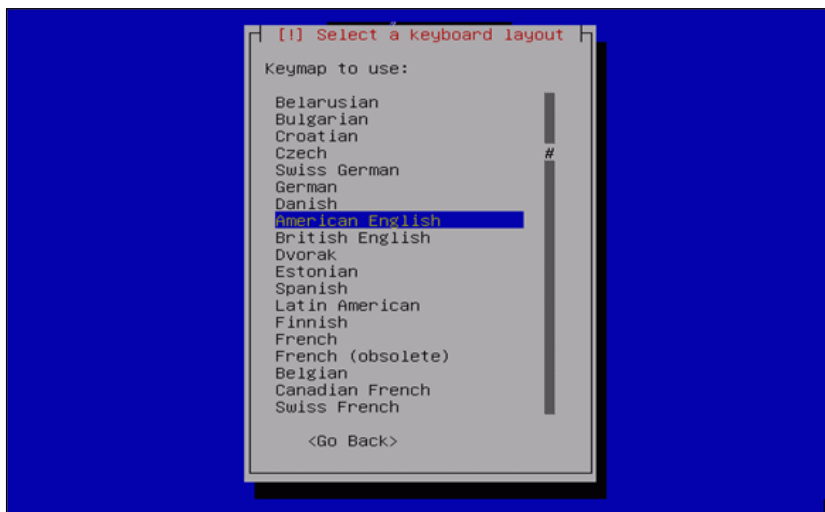 [!] Select a keyboard layout
Keymap to use:
Belarusian
Bulgarian
Croatian
Czech
#
Swiss German
German
Danish
American English
British English
Dvorak
Estonian
Spanish
Latin American
Finnish
French
French (obsolete)
Belgian
Canadian French
Swiss French
<Go Back>